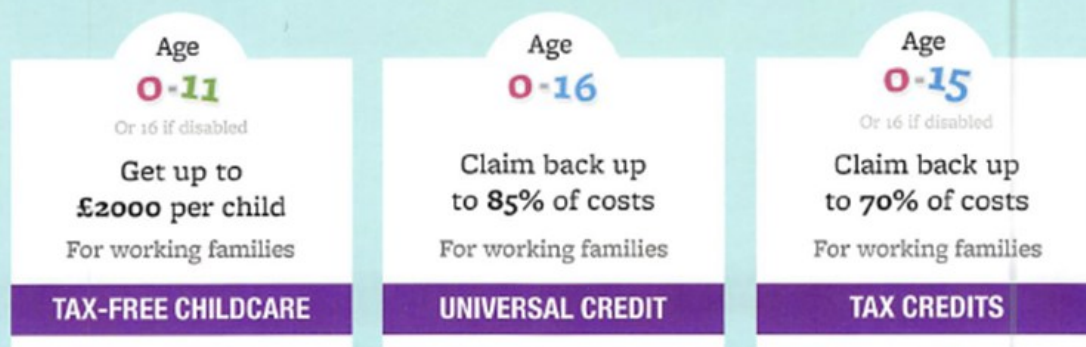 Age
0-11
Or 16 if disabled
Get up to
£2000 per child
For working families
TAX-FREE CHILDCARE
Age
0-16
Claim back up
to 85% of costs
For working families
UNIVERSAL CREDIT
Age
0-15
Or 16 if disabled
Claim back up
to 70% of costs
For working families
TAX CREDITS